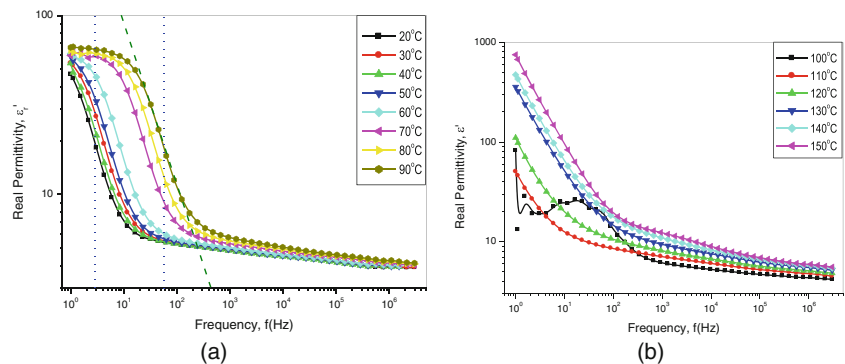 (a)
Real Permittivity, ε'r
100
10
10⁰ 10¹ 10² 10³ 10⁴ 10⁵ 10⁶
Frequency, f(Hz)
20°C
30°C
40°C
50°C
60°C
70°C
80°C
90°C
(a)
(b)
Real Permittivity, ε'
1000
100
10
10⁰ 10¹ 10² 10³ 10⁴ 10⁵ 10⁶
Frequency, f(Hz)
100°C
110°C
120°C
130°C
140°C
150°C
(b)